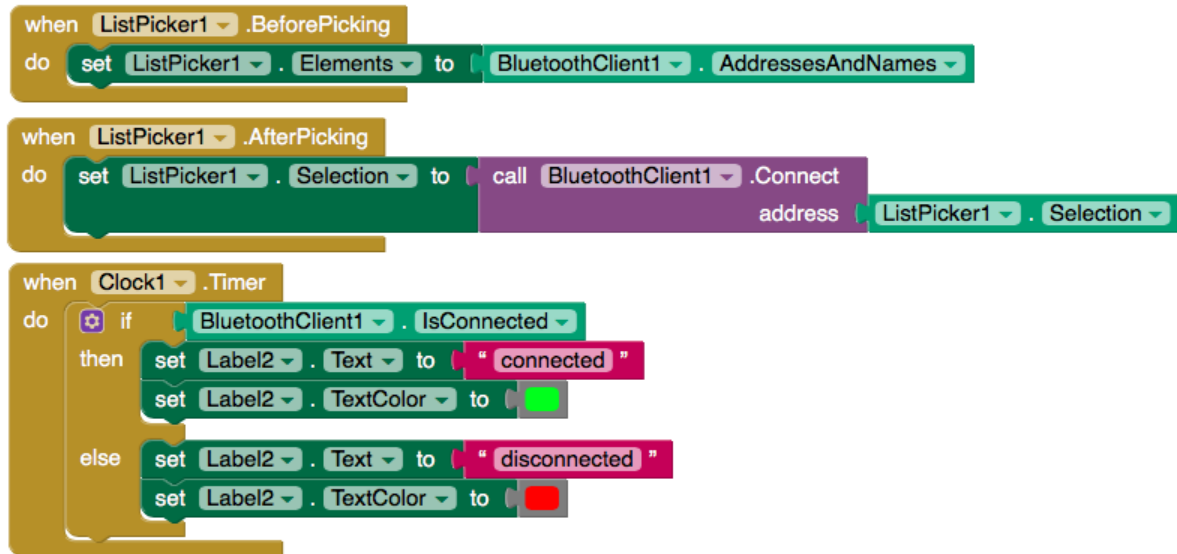 when ListPicker1 .BeforePicking
do set ListPicker1 . Elements to BluetoothClient1 . AddressesAndNames
when ListPicker1 .AfterPicking
do set ListPicker1 . Selection to call BluetoothClient1 .Connect
address ListPicker1 . Selection
when Clock1 .Timer
do if BluetoothClient1 . IsConnected
then set Label2 . Text to “ connected ”
set Label2 . TextColor to
else set Label2 . Text to “ disconnected ”
set Label2 . TextColor to